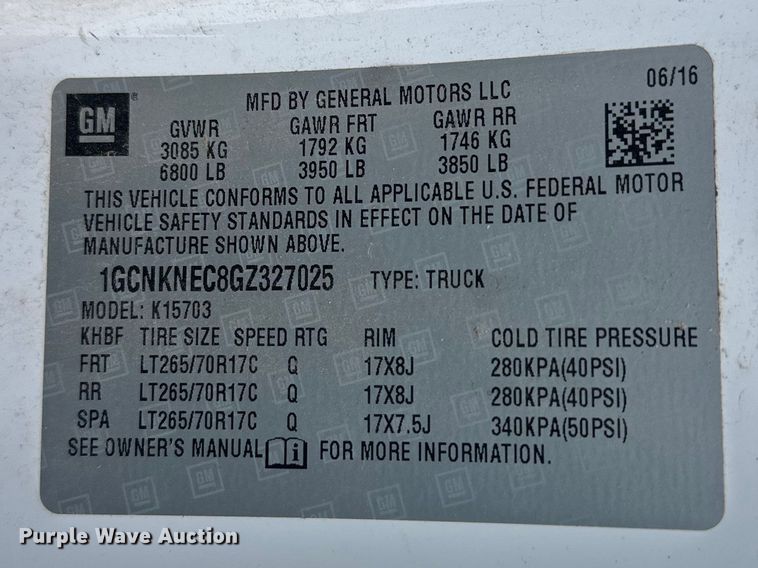 GM
MFD BY GENERAL MOTORS LLC
06/16
GVWR GAWR FRT GAWR RR
3085 KG 1792 KG 1746 KG
6800 LB 3950 LB 3850 LB
THIS VEHICLE CONFORMS TO ALL APPLICABLE U.S. FEDERAL MOTOR
VEHICLE SAFETY STANDARDS IN EFFECT ON THE DATE OF
MANUFACTURE SHOWN ABOVE.
1GCNKNEC8GZ327025 TYPE: TRUCK
MODEL: K15703
KHBF TIRE SIZE SPEED RTG RIM COLD TIRE PRESSURE
FRT LT265/70R17C Q 17X8J 280KPA(40PSI)
RR LT265/70R17C Q 17X8J 280KPA(40PSI)
SPA LT265/70R17C Q 17X7.5J 340KPA(50PSI)
SEE OWNER'S MANUAL FOR MORE INFORMATION.
Purple Wave Auction